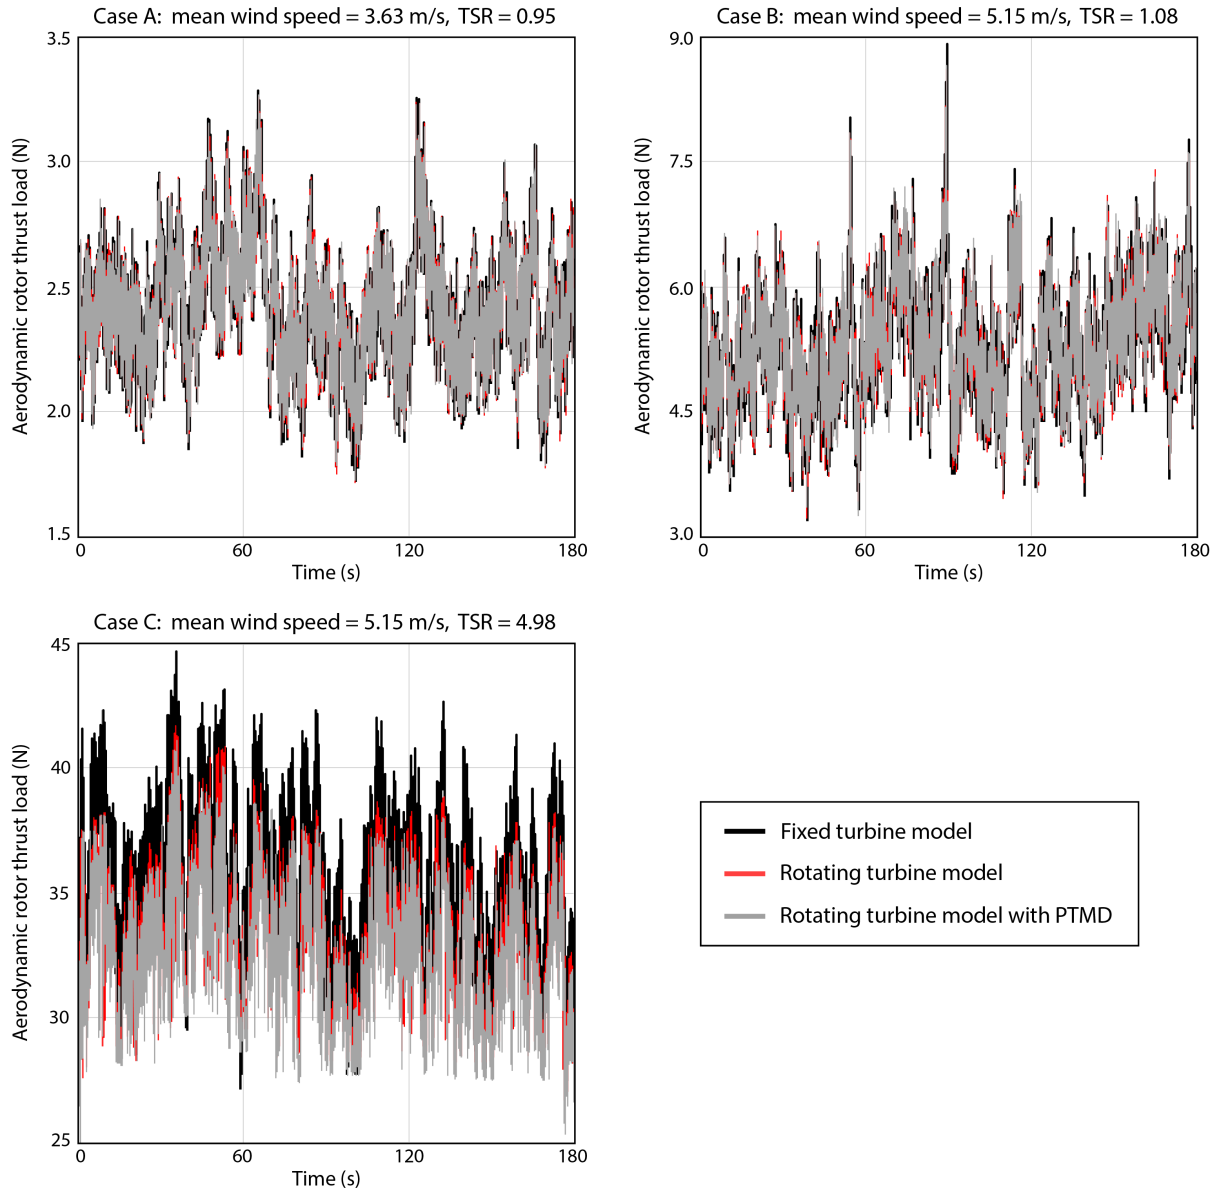 Case A: mean wind speed = 3.63 m/s, TSR = 0.95
3.5
3.0
2.5
2.0
1.5
Aerodynamic rotor thrust load (N)
0 60 120 180
Time (s)
Case B: mean wind speed = 5.15 m/s, TSR = 1.08
9.0
7.5
6.0
4.5
3.0
Aerodynamic rotor thrust load (N)
0 60 120 180
Time (s)
Case C: mean wind speed = 5.15 m/s, TSR = 4.98
45
40
35
30
25
Aerodynamic rotor thrust load (N)
0 60 120 180
Time (s)
Fixed turbine model
Rotating turbine model
Rotating turbine model with PTMD